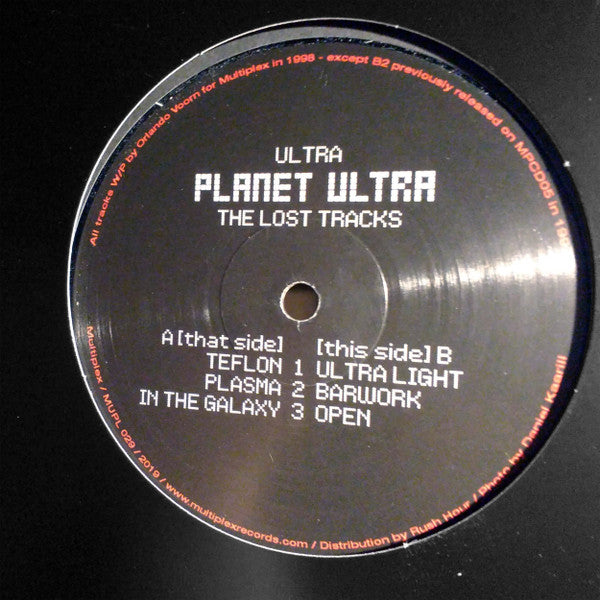 All tracks W/P by Orlando Voorn for Multiplex in 1998 - except B2 previously released on MPCD05 in
ULTRA
PLANET ULTRA
THE LOST TRACKS
A [that side] [this side] B
TEFLON 1 ULTRA LIGHT
PLASMA 2 BARWORK
IN THE GALAXY 3 OPEN
Multiplex / MUPL 029 / 2019 / www.multiplexrecords.com / Distribution by Rush Hour / Photo by Daniel